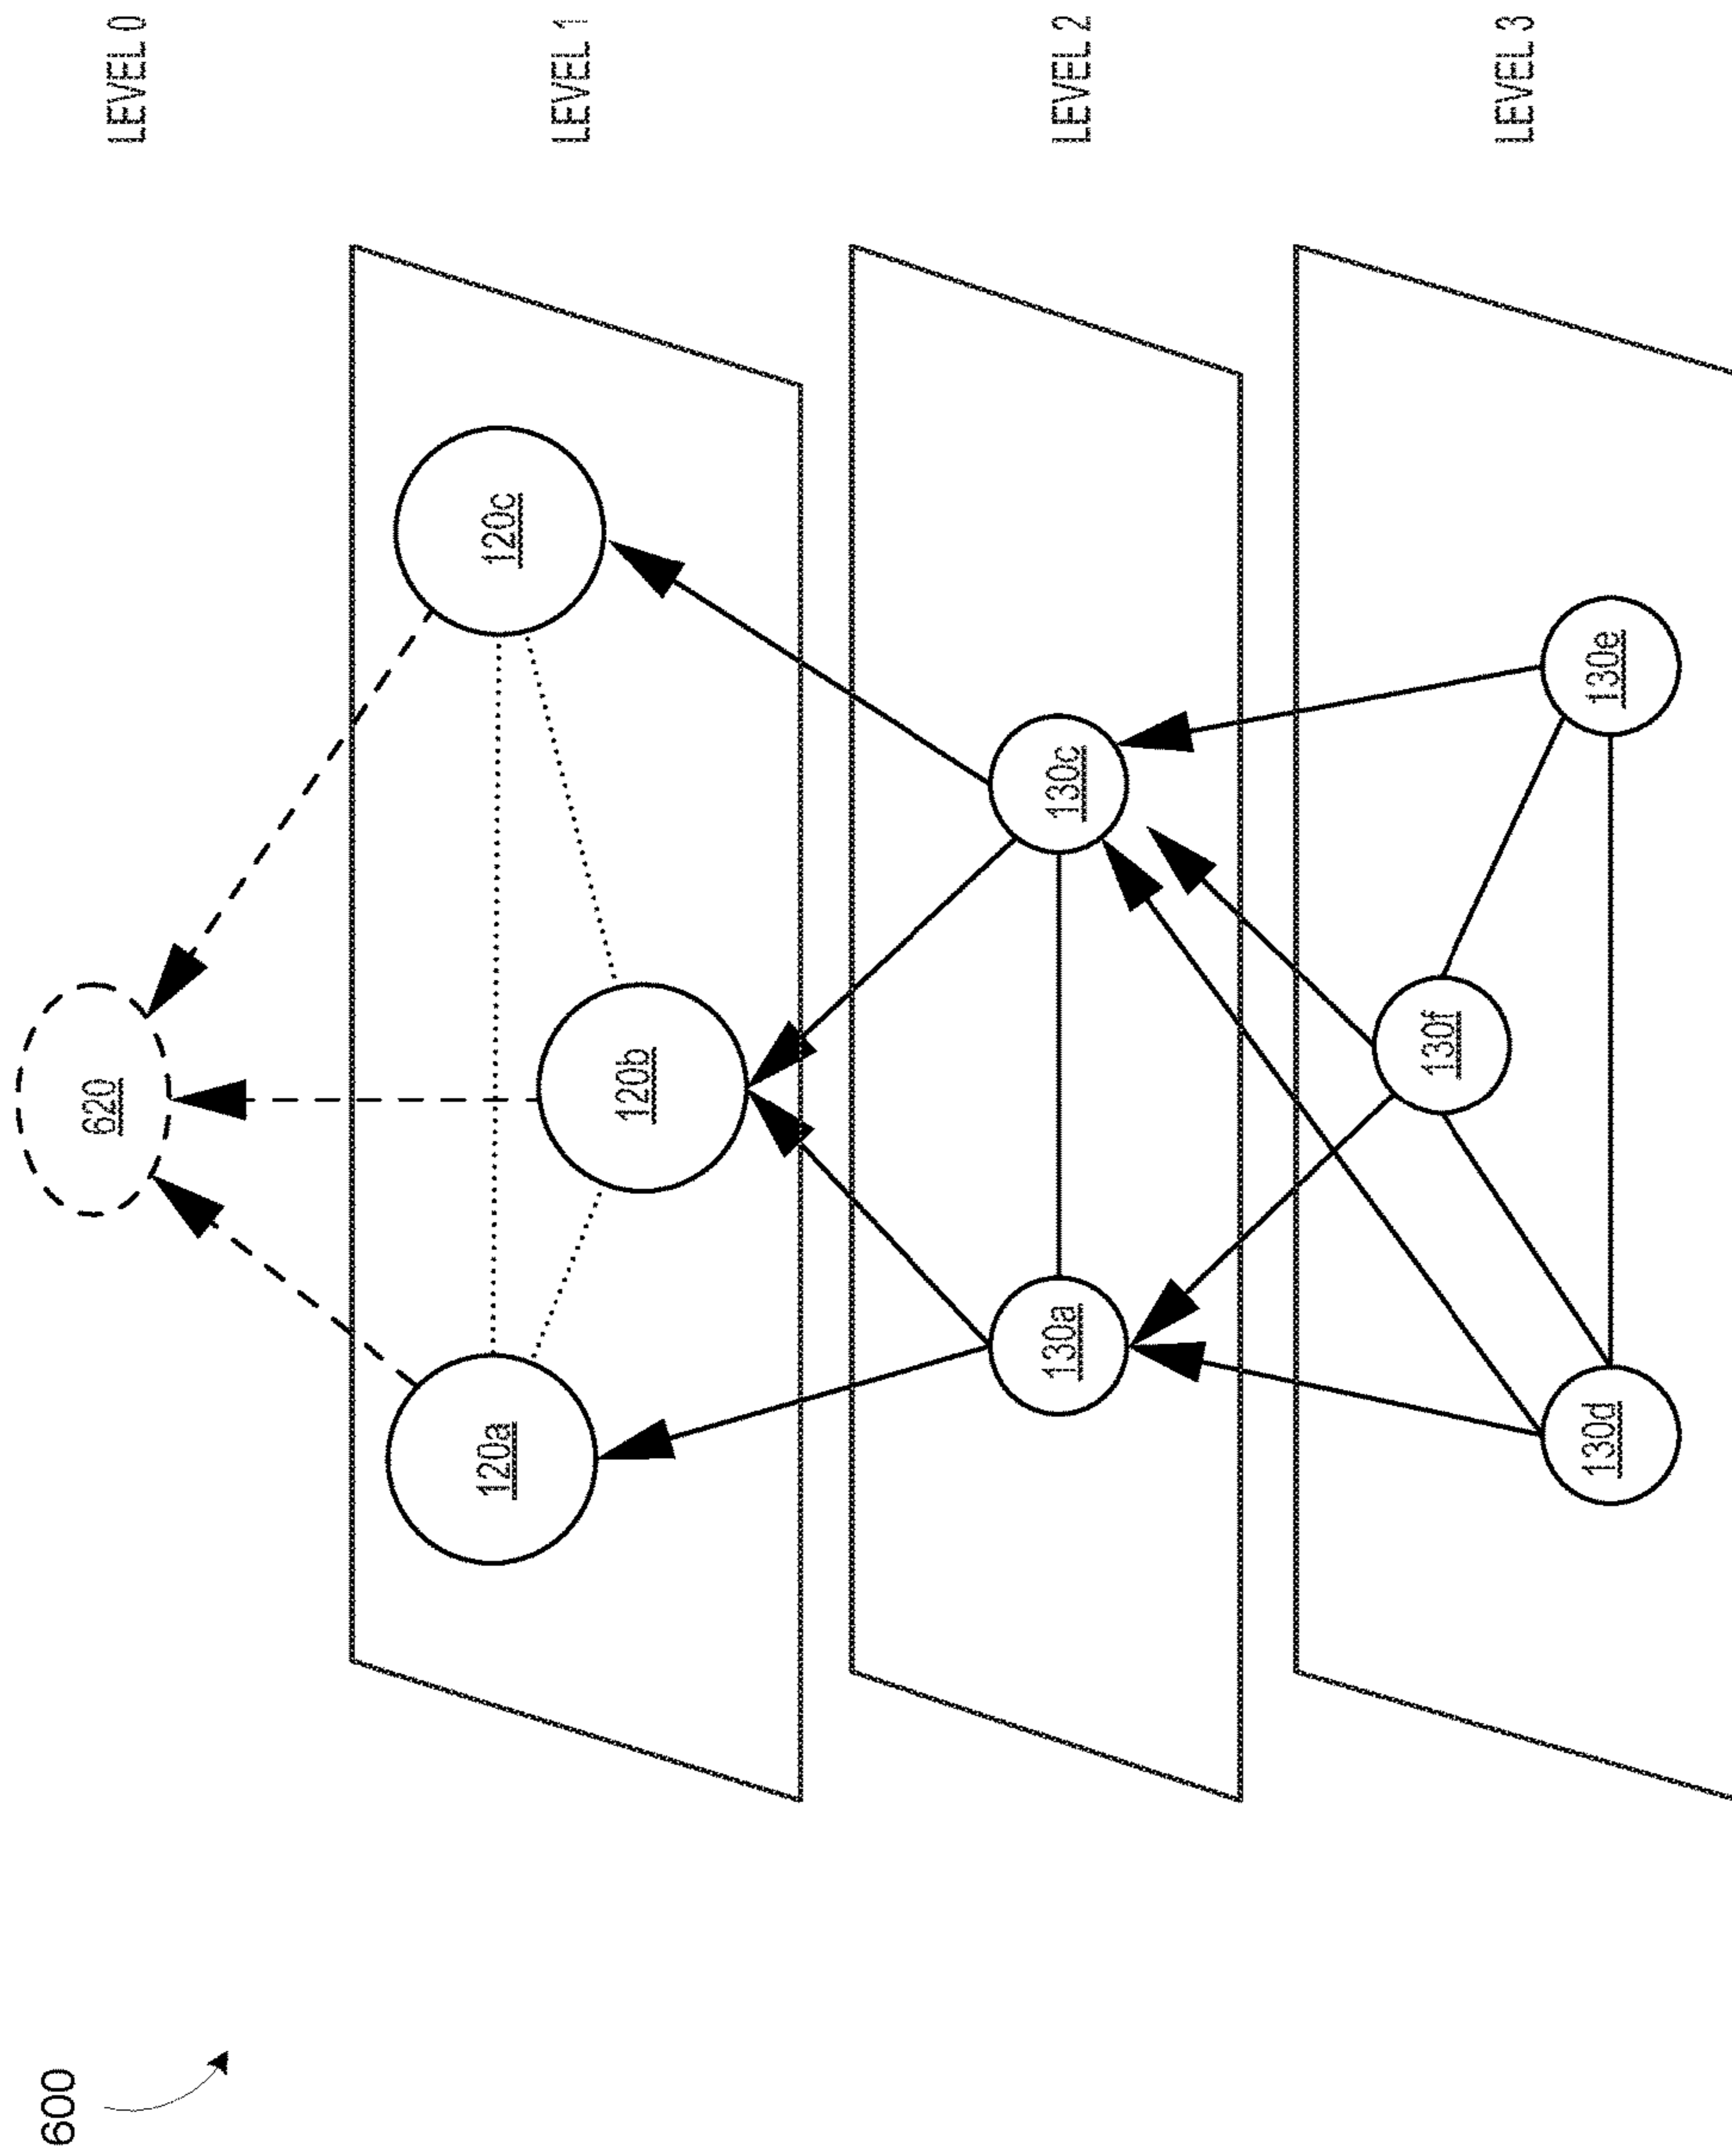 600
620
LEVEL 0
120a
120b
120c
LEVEL 1
130a
130c
LEVEL 2
130d
130f
130e
LEVEL 3